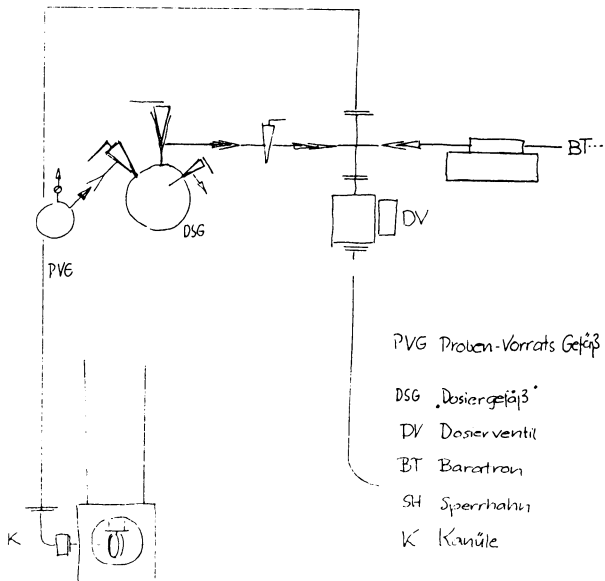 BT...
DSG
DV
PVG
PVG Proben-Vorrats Gefäß
DSG "Dosiergefäß"
DV Dosierventil
BT Baratron
SH Sperrhahn
K Kanüle
K